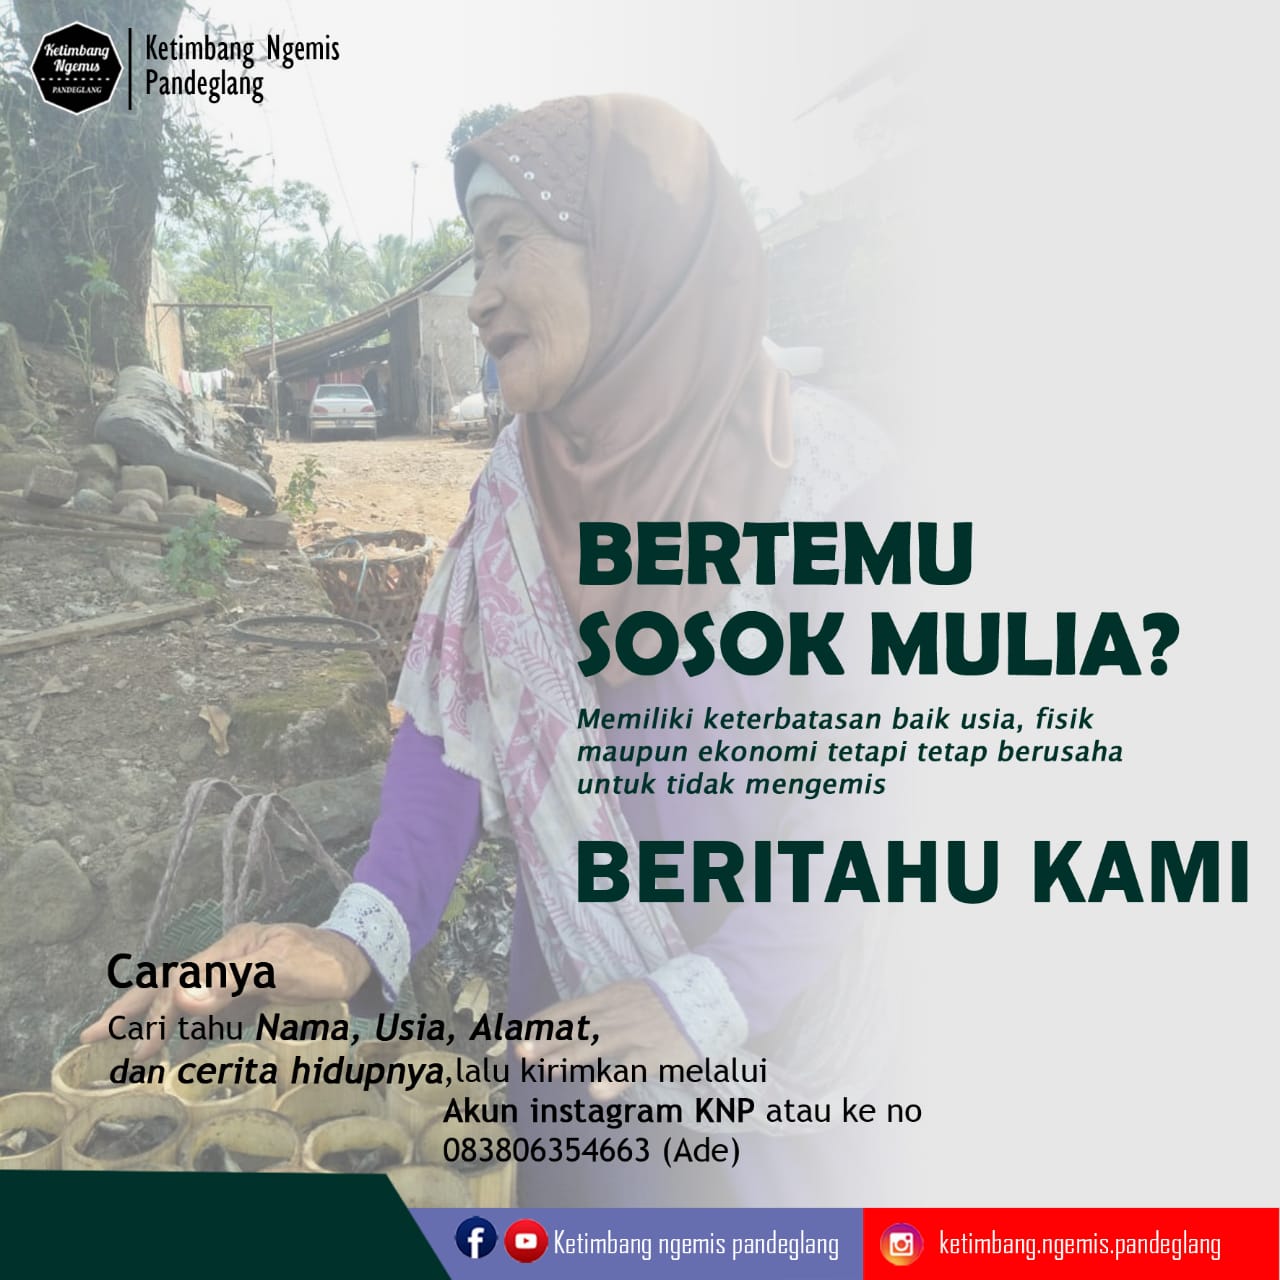 Ketimbang
Ngemis
PANDEGLANG
Ketimbang Ngemis
Pandeglang
BERTEMU
SOSOK MULIA?
Memiliki keterbatasan baik usia, fisik
maupun ekonomi tetapi tetap berusaha
untuk tidak mengemis
BERITAHU KAMI
Caranya
Cari tahu Nama, Usia, Alamat,
dan cerita hidupnya,lalu kirimkan melalui
Akun instagram KNP atau ke no
083806354663 (Ade)
Ketimbang ngemis pandeglang
ketimbang.ngemis.pandeglang